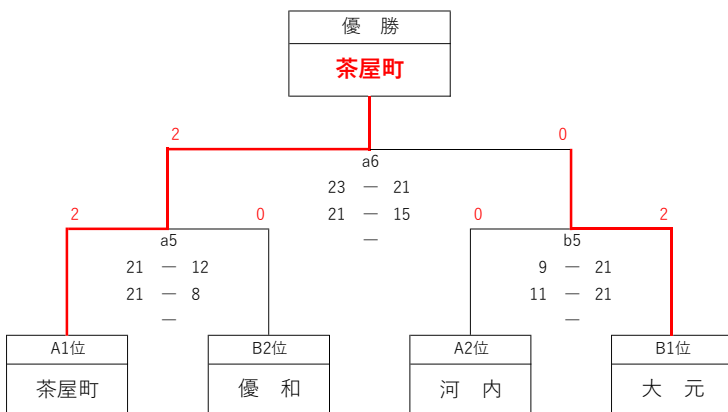 優 勝
茶屋町
2 0
a6
23 ― 21
21 ― 15
―
2 0 0 2
a5 b5
21 ― 12 9 ― 21
21 ― 8 11 ― 21
― ―
A1位 B2位 A2位 B1位
茶屋町 優 和 河 内 大 元